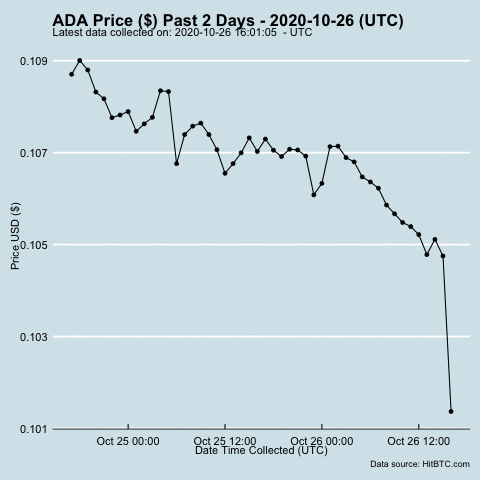 ADA Price ($) Past 2 Days - 2020-10-26 (UTC)
Latest data collected on: 2020-10-26 16:01:05  - UTC
0.109
0.107
0.105
0.103
0.101
Price USD ($)
Oct 25 00:00
Oct 25 12:00
Oct 26 00:00
Oct 26 12:00
Date Time Collected (UTC)
Data source: HitBTC.com